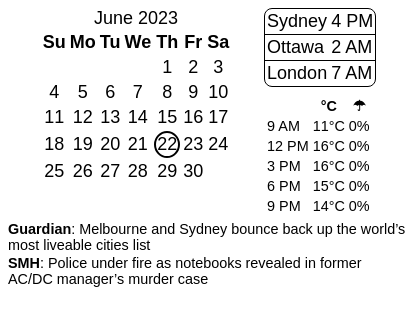 June 2023
Su Mo Tu We Th Fr Sa
1 2 3
4 5 6 7 8 9 10
11 12 13 14 15 16 17
18 19 20 21 22 23 24
25 26 27 28 29 30
Sydney 4 PM
Ottawa 2 AM
London 7 AM
°C ☂
9 AM 11°C 0%
12 PM 16°C 0%
3 PM 16°C 0%
6 PM 15°C 0%
9 PM 14°C 0%
Guardian: Melbourne and Sydney bounce back up the world’s
most liveable cities list
SMH: Police under fire as notebooks revealed in former
AC/DC manager’s murder case